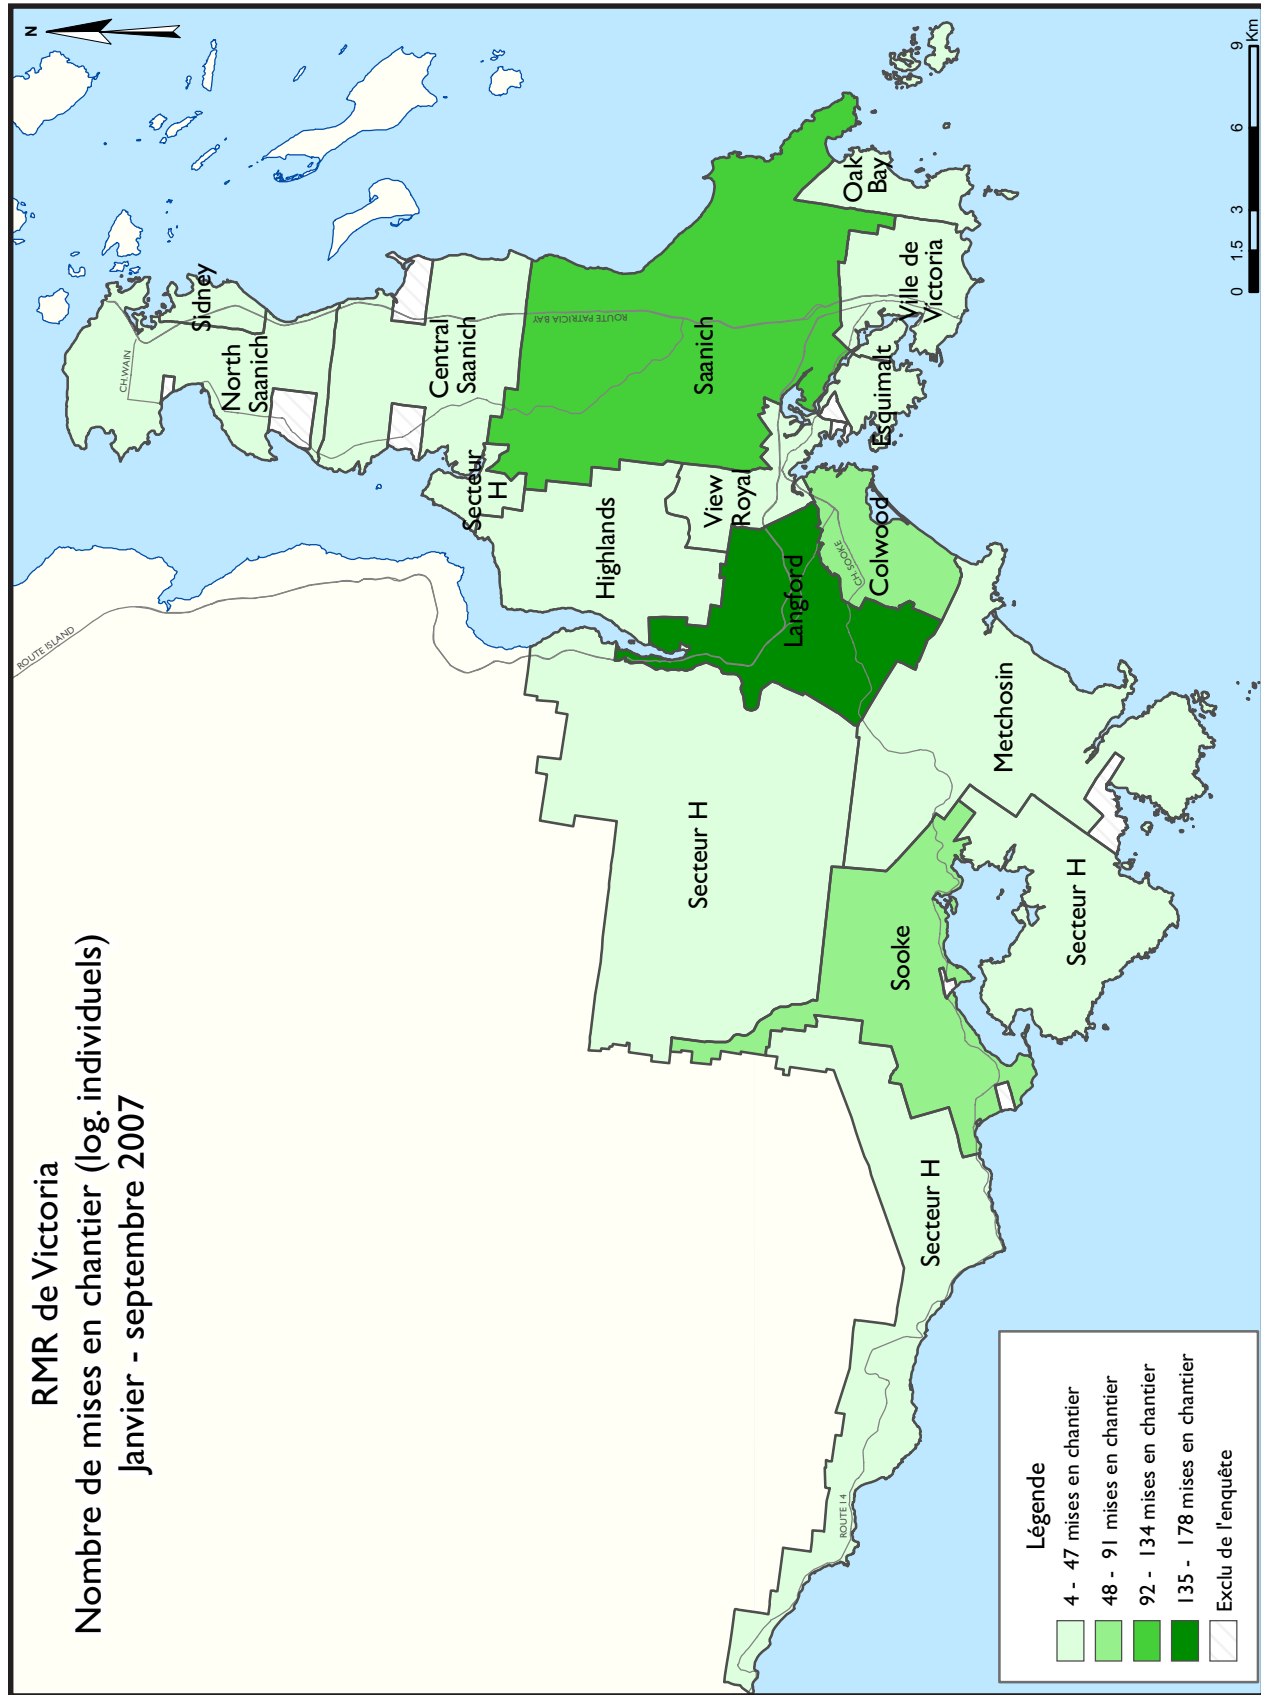 RMR de Victoria
Nombre de mises en chantier (log. individuels)
Janvier - septembre 2007
N
ROUTE ISLAND
CH.WAIN
Sidney
North
Saanich
Central
Saanich
ROUTE PATRICIA BAY
Saanich
Secteur
H
Highlands
View
Royal
Oak
Bay
Ville de
Victoria
Esquimalt
Langford
Colwood
CH. SOOKE
Metchosin
Secteur H
Sooke
Secteur H
Secteur H
ROUTE 14
Légende
4 - 47 mises en chantier
48 - 91 mises en chantier
92 - 134 mises en chantier
135 - 178 mises en chantier
Exclu de l'enquête
0 1.5 3 6 9
Km